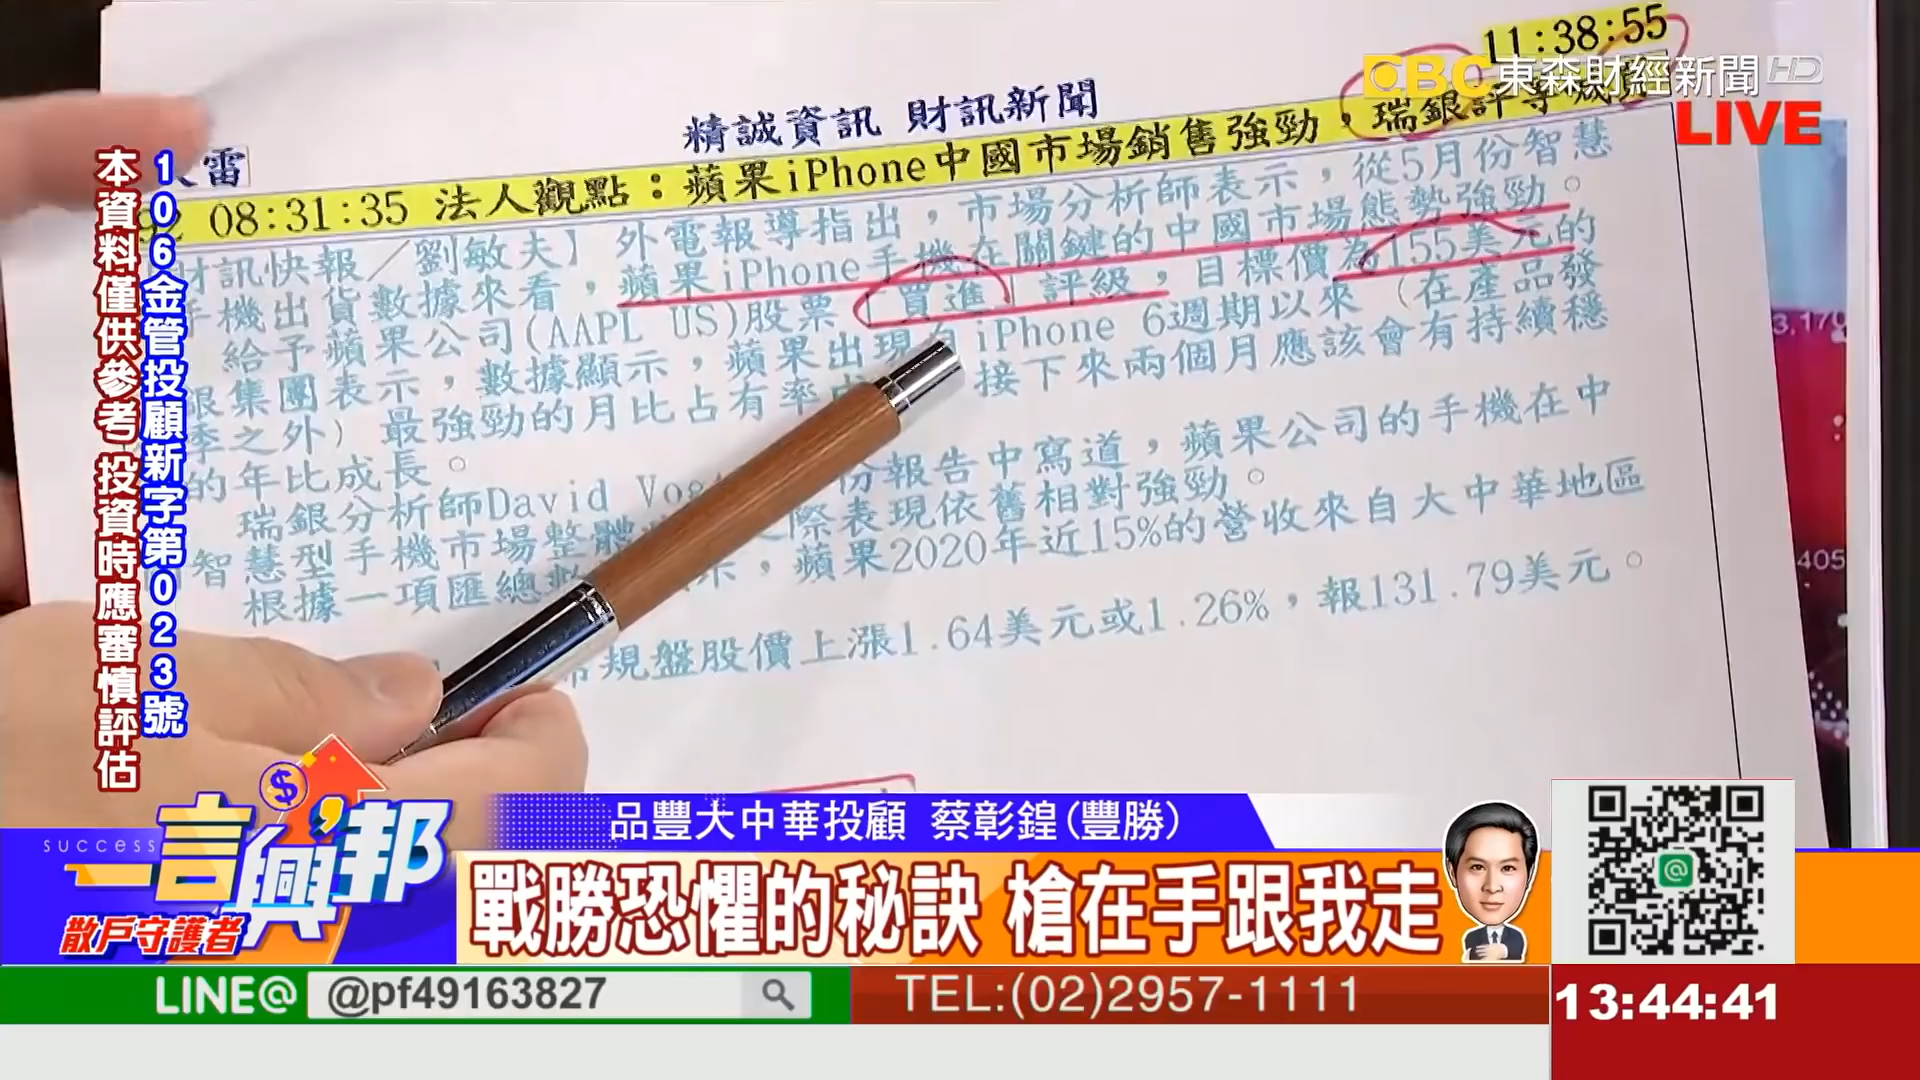 11:38:55
EBC 東森財經新聞 HD
LIVE
精誠資訊 財訊新聞
雷
08:31:35 法人觀點：蘋果iPhone中國市場銷售強勁，瑞銀評等
財訊快報／劉敏夫】外電報導指出，市場分析師表示，從5月份智慧
手機出貨數據來看，蘋果iPhone手機在關鍵的中國市場態勢強勁。
給予蘋果公司(AAPL US)股票「買進」評級，目標價為155美元的
銀集團表示，數據顯示，蘋果出現自iPhone 6週期以來（在產品發
季之外）最強勁的月比占有率 接下來兩個月應該會有持續穩
的年比成長。
瑞銀分析師David 份報告中寫道，蘋果公司的手機在中
智慧型手機市場整體 際表現依舊相對強勁。
根據一項匯總 ，蘋果2020年近15%的營收來自大中華地區
常規盤股價上漲1.64美元或1.26%，報131.79美元。
106金管投顧新字第023號
本資料僅供參考 投資時應審慎評估
3,170
405
success
一言興邦
散戶守護者
品豐大中華投顧 蔡彰鍠(豐勝)
戰勝恐懼的秘訣 槍在手跟我走
LINE@ @pf49163827
TEL:(02)2957-1111
13:44:41